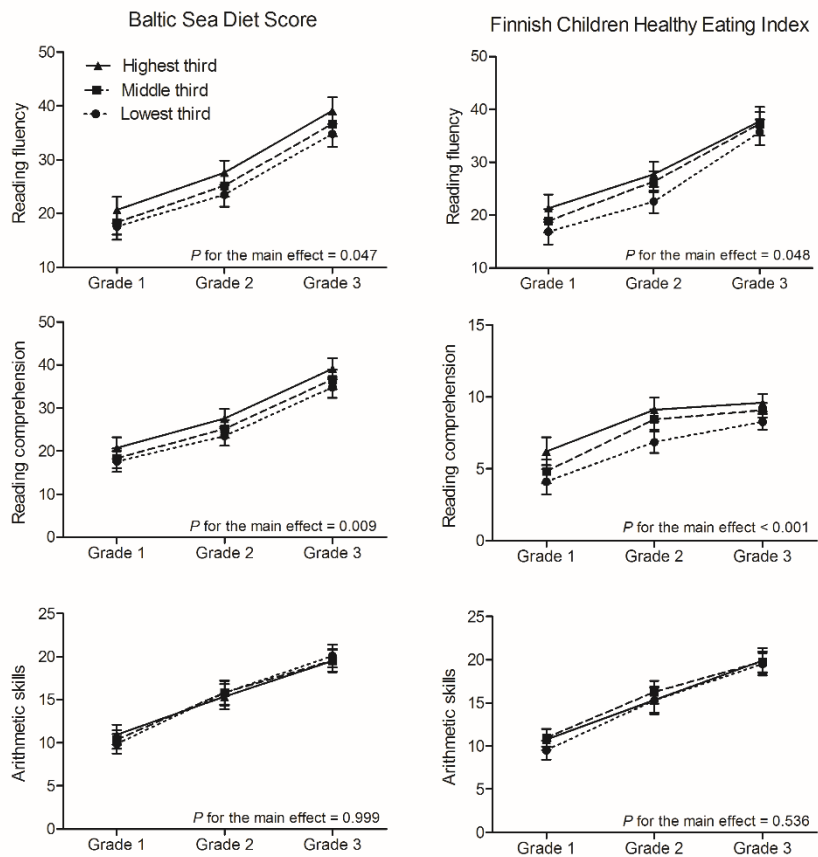 Baltic Sea Diet Score
Finnish Children Healthy Eating Index
Reading fluency
50
40
30
20
10
Highest third
Middle third
Lowest third
P for the main effect = 0.047
Grade 1 Grade 2 Grade 3
Reading fluency
50
40
30
20
10
P for the main effect = 0.048
Grade 1 Grade 2 Grade 3
Reading comprehension
50
40
30
20
10
0
P for the main effect = 0.009
Grade 1 Grade 2 Grade 3
Reading comprehension
15
10
5
0
P for the main effect < 0.001
Grade 1 Grade 2 Grade 3
Arithmetic skills
25
20
15
10
5
0
P for the main effect = 0.999
Grade 1 Grade 2 Grade 3
Arithmetic skills
25
20
15
10
5
0
P for the main effect = 0.536
Grade 1 Grade 2 Grade 3